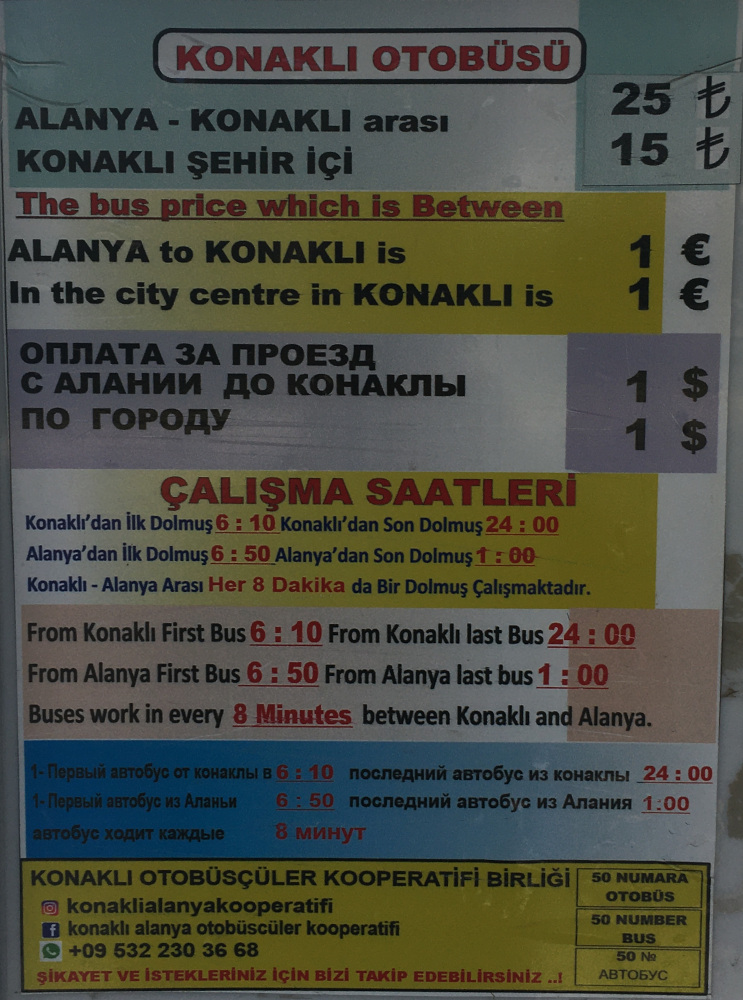 KONAKLI OTOBÜSÜ
ALANYA - KONAKLI arası 25 ₺
KONAKLI ŞEHİR İÇİ 15 ₺
The bus price which is Between
ALANYA to KONAKLI is 1 €
In the city centre in KONAKLI is 1 €
ОПЛАТА ЗА ПРОЕЗД
С АЛАНИИ ДО КОНАКЛЫ 1 $
ПО ГОРОДУ 1 $
ÇALIŞMA SAATLERİ
Konaklı’dan İlk Dolmuş 6 : 10 Konaklı’dan Son Dolmuş 24 : 00
Alanya’dan İlk Dolmuş 6 : 50 Alanya’dan Son Dolmuş 1 : 00
Konaklı - Alanya Arası Her 8 Dakika da Bir Dolmuş Çalışmaktadır.
From Konaklı First Bus 6 : 10 From Konaklı last Bus 24 : 00
From Alanya First Bus 6 : 50 From Alanya last bus 1 : 00
Buses work in every 8 Minutes between Konaklı and Alanya.
1- Первый автобус от конаклы в 6 : 10 последний автобус из конаклы 24 : 00
1- Первый автобус из Аланьи 6 : 50 последний автобус из Алания 1:00
автобус ходит каждые 8 минут
KONAKLI OTOBÜSÇÜLER KOOPERATİFİ BİRLİĞİ
konaklialanyakooperatifi
konaklı alanya otobüscüler kooperatifi
+09 532 230 36 68
ŞİKAYET VE İSTEKLERİNİZ İÇİN BİZİ TAKİP EDEBİLİRSİNİZ ..!
50 NUMARA
OTOBÜS
50 NUMBER
BUS
50 №
АВТОБУС